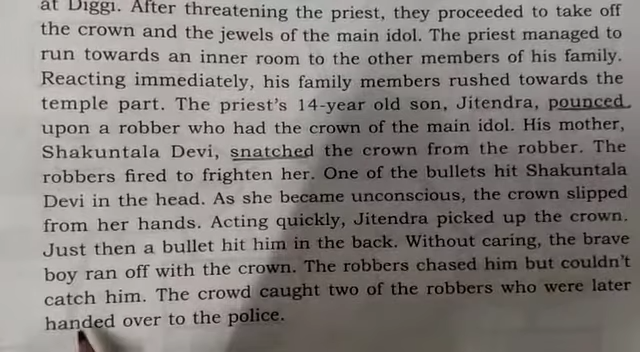 at Diggi. After threatening the priest, they proceeded to take off
the crown and the jewels of the main idol. The priest managed to
run towards an inner room to the other members of his family.
Reacting immediately, his family members rushed towards the
temple part. The priest's 14-year old son, Jitendra, pounced
upon a robber who had the crown of the main idol. His mother,
Shakuntala Devi, snatched the crown from the robber. The
robbers fired to frighten her. One of the bullets hit Shakuntala
Devi in the head. As she became unconscious, the crown slipped
from her hands. Acting quickly, Jitendra picked up the crown.
Just then a bullet hit him in the back. Without caring, the brave
boy ran off with the crown. The robbers chased him but couldn't
catch him. The crowd caught two of the robbers who were later
handed over to the police.